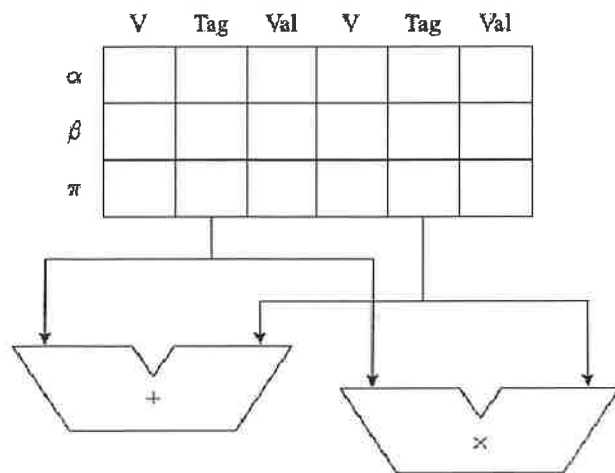 V Tag Val V Tag Val
α
β
π
+
×